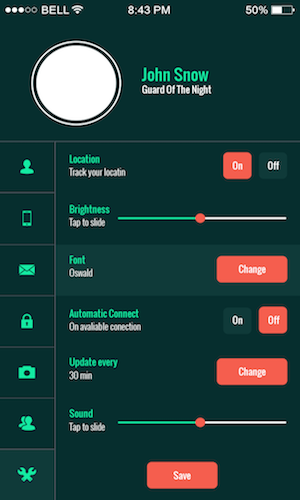 BELL 8:43 PM 50%
John Snow
Guard Of The Night
Location
Track your locatin
On Off
Brightness
Tap to slide
Font
Oswald
Change
Automatic Connect
On avaliable conection
On Off
Update every
30 min
Change
Sound
Tap to slide
Save